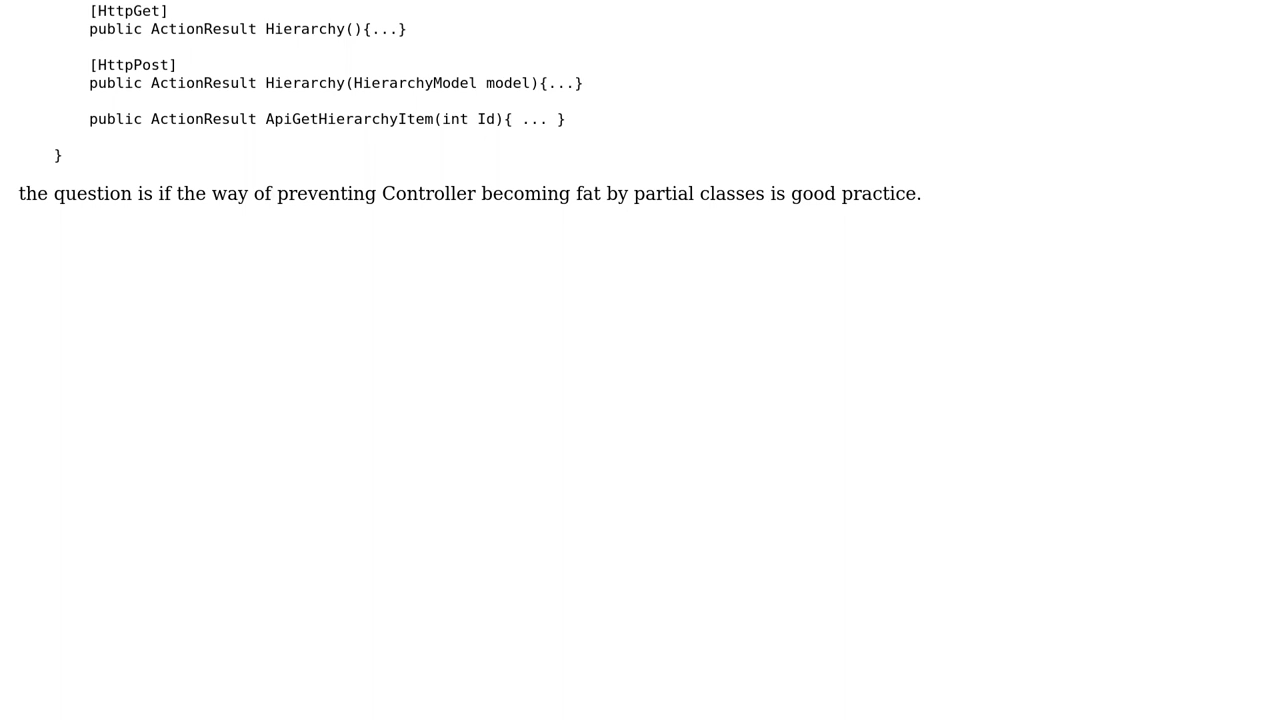 [HttpGet]
public ActionResult Hierarchy(){...}
[HttpPost]
public ActionResult Hierarchy(HierarchyModel model){...}
public ActionResult ApiGetHierarchyItem(int Id){ ... }
}
the question is if the way of preventing Controller becoming fat by partial classes is good practice.